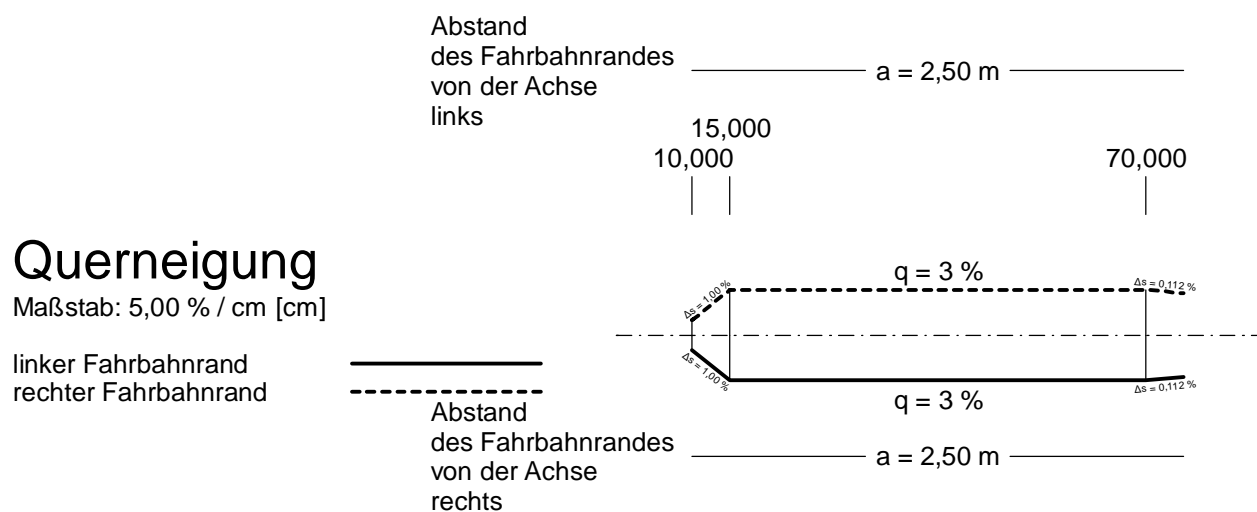 Abstand
des Fahrbahnrandes
von der Achse
links
a = 2,50 m
15,000
10,000
70,000
Querneigung
Maßstab: 5,00 % / cm [cm]
q = 3 %
Δs = 1,00 %
Δs = 0,112 %
linker Fahrbahnrand
rechter Fahrbahnrand
Δs = 1,00 %
Δs = 0,112 %
q = 3 %
Abstand
des Fahrbahnrandes
von der Achse
rechts
a = 2,50 m